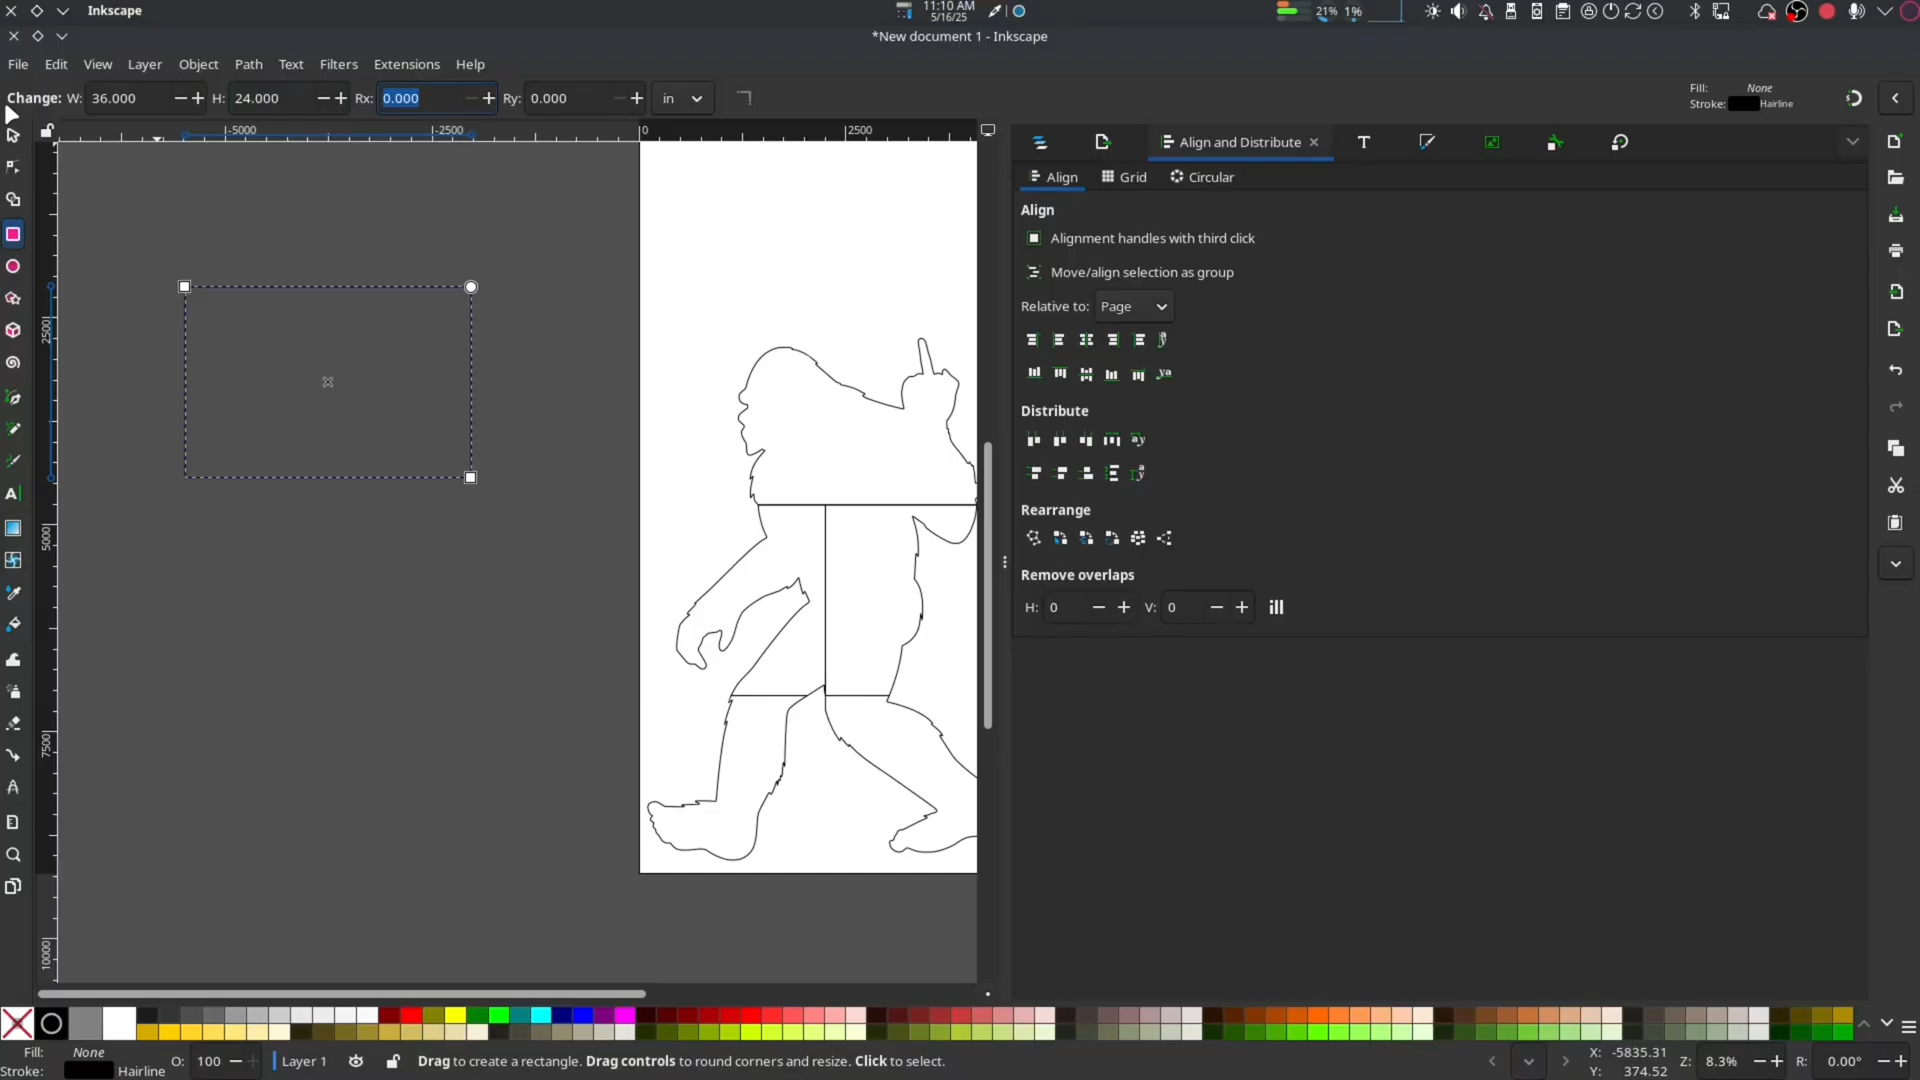 Inkscape
11:10 AM
5/16/25
21% 1%
*New document 1 - Inkscape
File Edit View Layer Object Path Text Filters Extensions Help
Change: W: 36.000 H: 24.000 Rx: 0.000 Ry: 0.000 in
Fill: None
Stroke: Hairline
-5000 -2500 0 2500
Align and Distribute
Align Grid Circular
Align
Alignment handles with third click
Move/align selection as group
Relative to: Page
Distribute
Rearrange
Remove overlaps
H: 0 V: 0
2500
5000
7500
10000
Fill: None
Stroke: Hairline
O: 100
Layer 1
Drag to create a rectangle. Drag controls to round corners and resize. Click to select.
X: -5835.31
Y: 374.52
Z: 8.3%
R: 0.00°